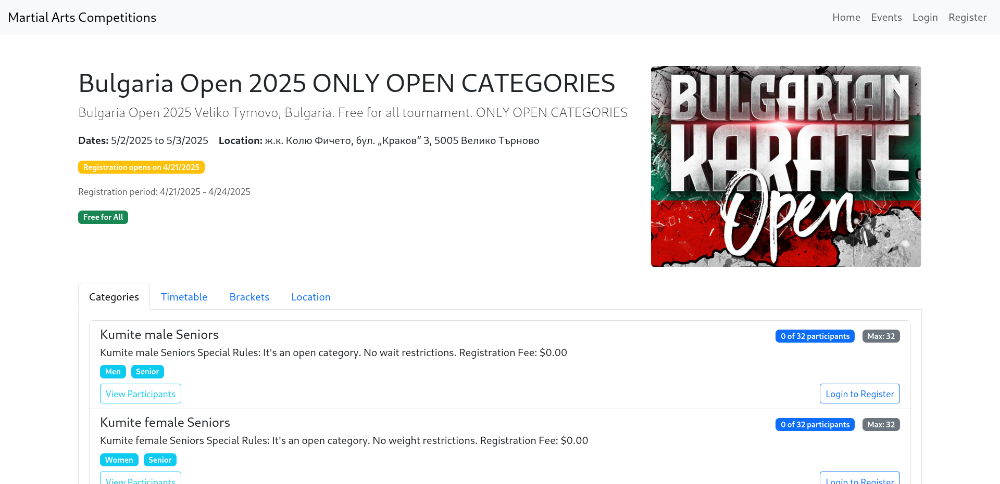 Martial Arts Competitions
Home Events Login Register
Bulgaria Open 2025 ONLY OPEN CATEGORIES
Bulgaria Open 2025 Veliko Tyrnovo, Bulgaria. Free for all tournament. ONLY OPEN CATEGORIES
Dates: 5/2/2025 to 5/3/2025 Location: ж.к. Колю Фичето, бул. „Краков“ 3, 5005 Велико Търново
Registration opens on 4/21/2025
Registration period: 4/21/2025 - 4/24/2025
Free for All
BULGARIAN
KARATE
Open
Categories Timetable Brackets Location
Kumite male Seniors
0 of 32 participants Max: 32
Kumite male Seniors Special Rules: It's an open category. No wait restrictions. Registration Fee: $0.00
Men Senior
View Participants Login to Register
Kumite female Seniors
0 of 32 participants Max: 32
Kumite female Seniors Special Rules: It's an open category. No weight restrictions. Registration Fee: $0.00
Women Senior
View Participants Login to Register